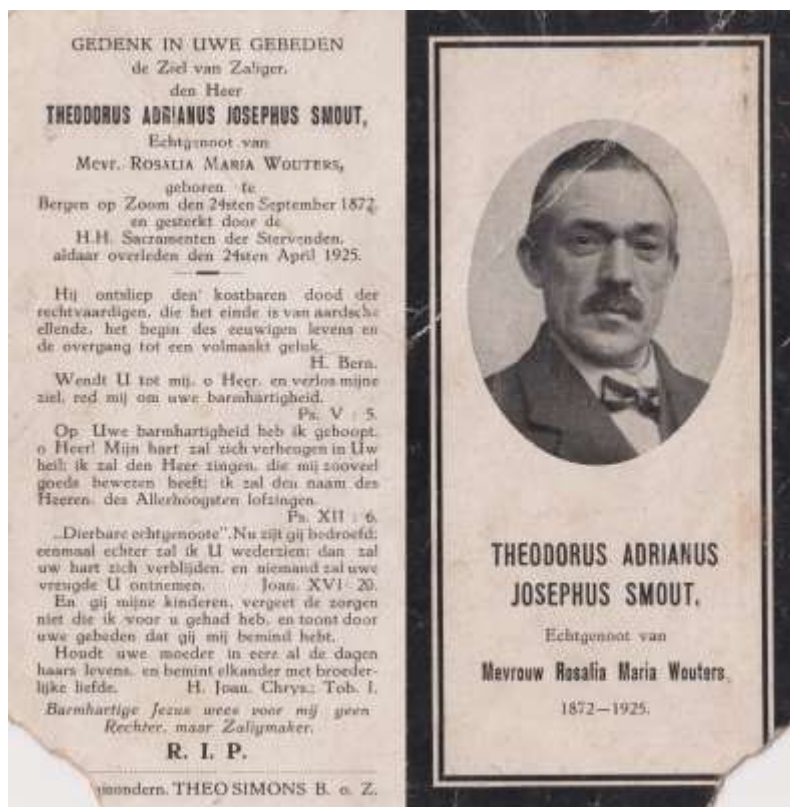 GEDENK IN UWE GEBEDEN
de Ziel van Zaliger,
den Heer
THEODORUS ADRIANUS JOSEPHUS SMOUT,
Echtgenoot van
Mevr. ROSALIA MARIA WOUTERS,
geboren te
Bergen op Zoom den 24sten September 1872
en gesterkt door de
H.H. Sacramenten der Stervenden,
aldaar overleden den 24sten April 1925.
Hij ontsliep den kostbaren dood der
rechtvaardigen, die het einde is van aardsche
ellende, het begin des eeuwigen levens en
de overgang tot een volmaakt geluk.
H. Bern.
Wendt U tot mij, o Heer, en verlos mijne
ziel, red mij om uwe barmhartigheid.
Ps. V : 5.
Op Uwe barmhartigheid heb ik gehoopt,
o Heer! Mijn hart zal zich verheugen in Uw
heil; ik zal den Heer zingen, die mij zooveel
goeds bewezen heeft; ik zal den naam des
Heeren, des Allerhoogsten lofzingen.
Ps. XII : 6.
„Dierbare echtgenoote”. Nu zijt gij bedroefd;
eenmaal echter zal ik U wederzien; dan zal
uw hart zich verblijden, en niemand zal uwe
vreugde U ontnemen. Joan. XVI 20.
En gij mijne kinderen, vergeet de zorgen
niet die ik voor u gehad heb, en toont door
uwe gebeden dat gij mij bemind hebt.
Houdt uwe moeder in eere al de dagen
haars levens, en bemint elkander met broeder-
lijke liefde. H. Joan. Chrys.; Tob. I.
Barmhartige Jezus wees voor mij geen
Rechter, maar Zaligmaker.
R. I. P.
THEO SIMONS B. o. Z.
THEODORUS ADRIANUS
JOSEPHUS SMOUT,
Echtgenoot van
Mevrouw Rosalia Maria Wouters,
1872—1925.